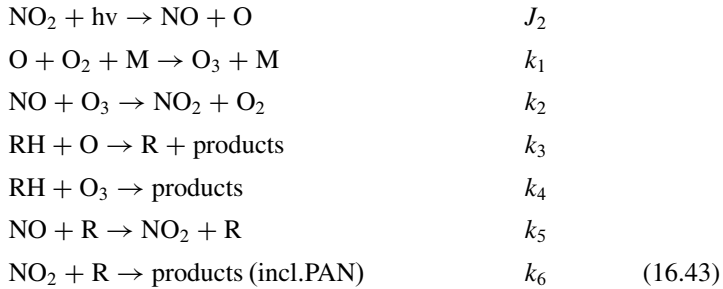 NO₂ + hv → NO + O J₂
O + O₂ + M → O₃ + M k₁
NO + O₃ → NO₂ + O₂ k₂
RH + O → R + products k₃
RH + O₃ → products k₄
NO + R → NO₂ + R k₅
NO₂ + R → products (incl.PAN) k₆ (16.43)